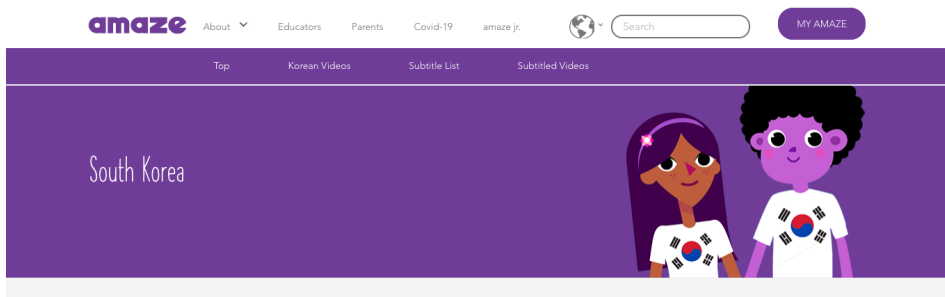 amaze About Educators Parents Covid-19 amaze jr. Search MY AMAZE
Top Korean Videos Subtitle List Subtitled Videos
South Korea